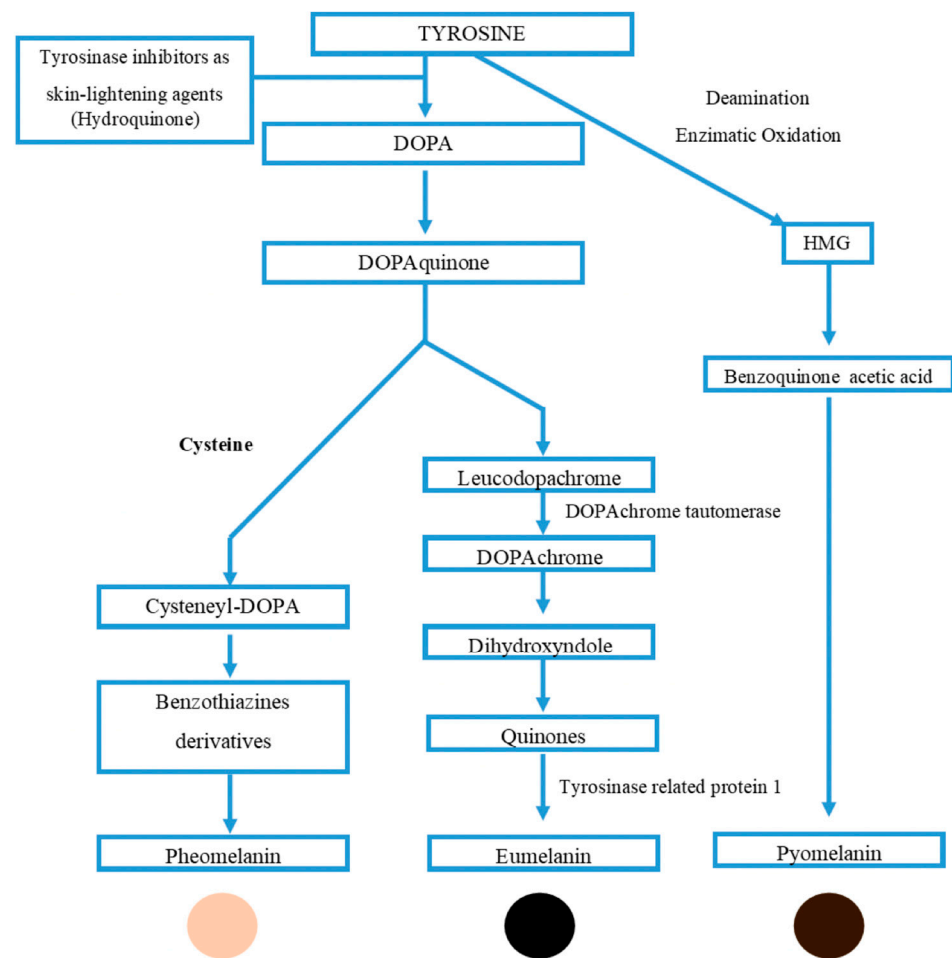 TYROSINE
Tyrosinase inhibitors as
skin-lightening agents
(Hydroquinone)
Deamination
Enzimatic Oxidation
DOPA
HMG
DOPAquinone
Benzoquinone acetic acid
Cysteine
Leucodopachrome
DOPAchrome tautomerase
DOPAchrome
Cysteneyl-DOPA
Dihydroxyndole
Benzothiazines
derivatives
Quinones
Tyrosinase related protein 1
Pheomelanin
Eumelanin
Pyomelanin